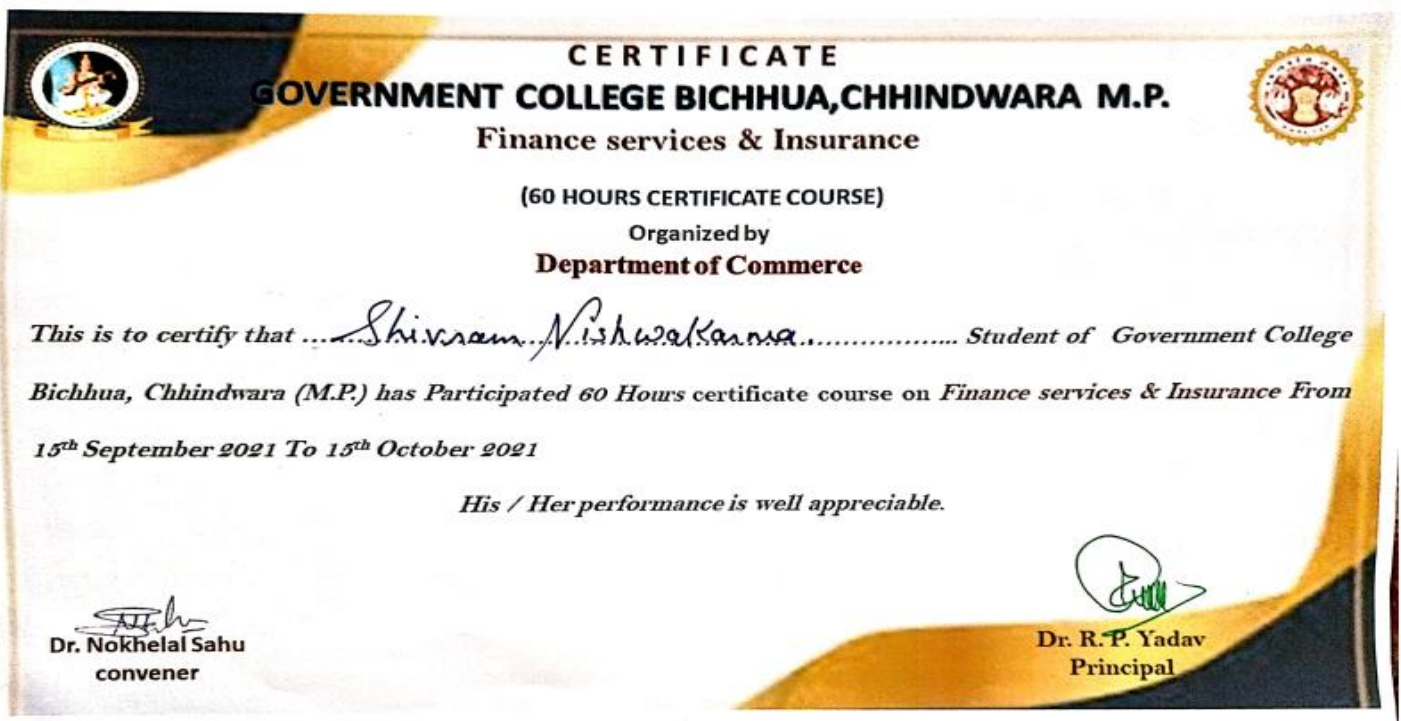 CERTIFICATE
GOVERNMENT COLLEGE BICHHUA,CHHINDWARA M.P.
Finance services & Insurance
(60 HOURS CERTIFICATE COURSE)
Organized by
Department of Commerce
This is to certify that .... Shivram Vishwakarma ................... Student of Government College
Bichhua, Chhindwara (M.P.) has Participated 60 Hours certificate course on Finance services & Insurance From
15th September 2021 To 15th October 2021
His / Her performance is well appreciable.
Dr. Nokhelal Sahu
convener
Dr. R. P. Yadav
Principal